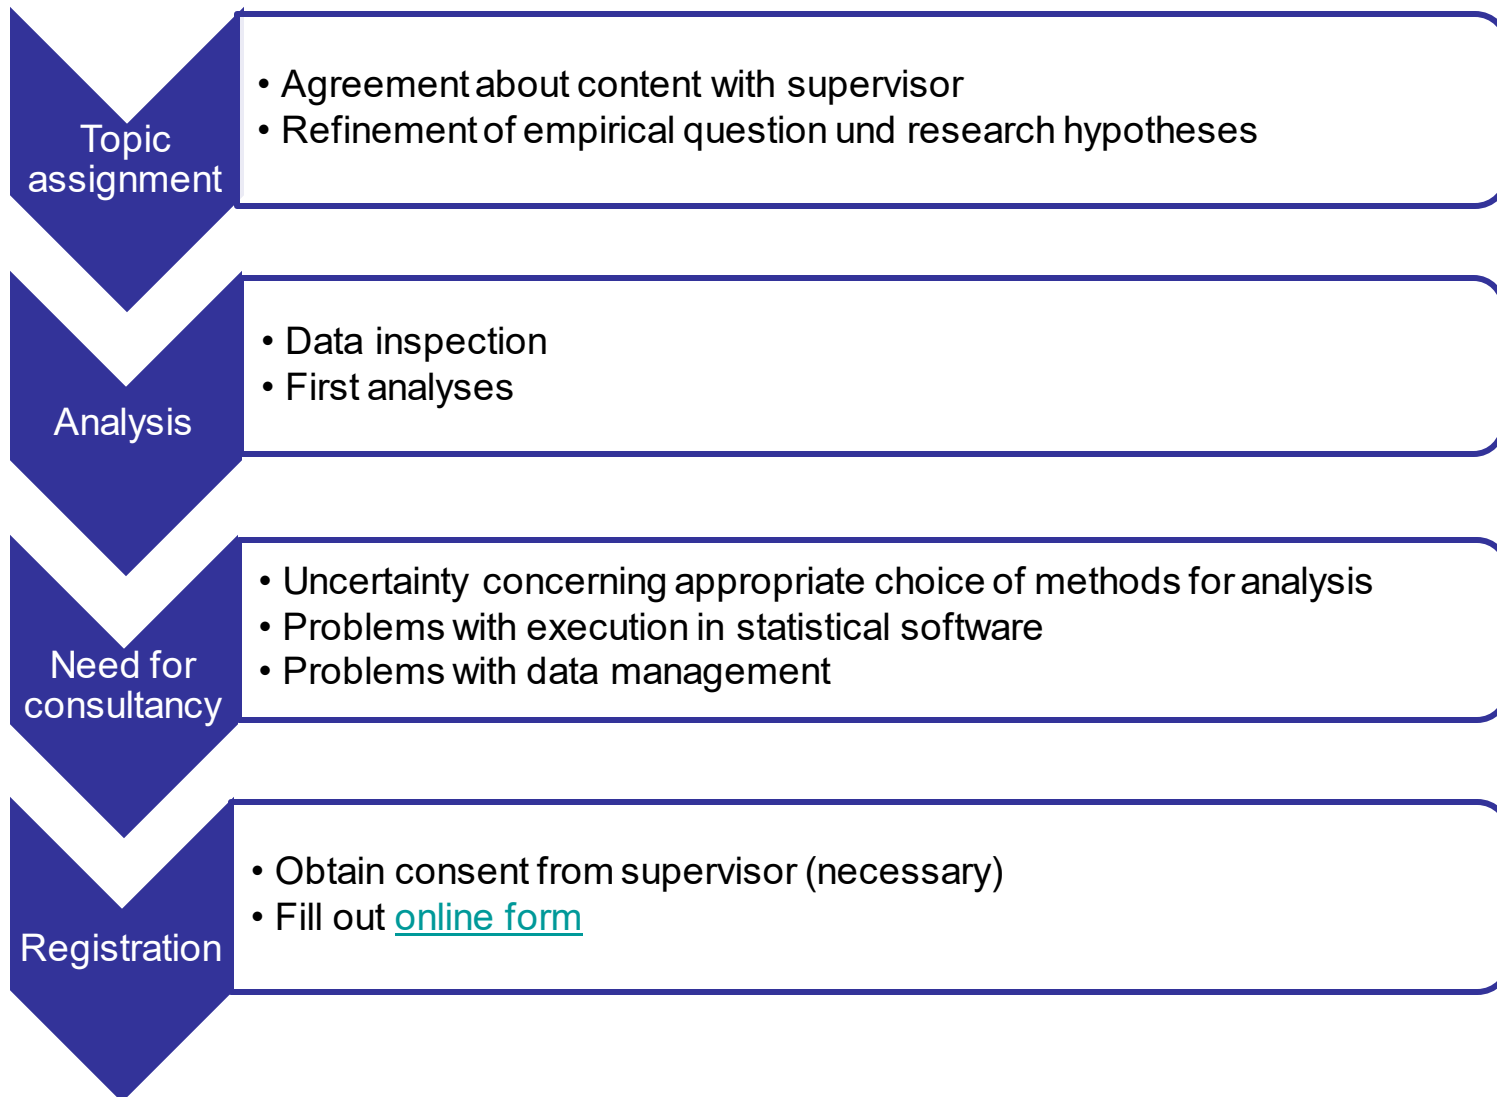 Topic
assignment
• Agreement about content with supervisor
• Refinement of empirical question und research hypotheses
Analysis
• Data inspection
• First analyses
Need for
consultancy
• Uncertainty concerning appropriate choice of methods for analysis
• Problems with execution in statistical software
• Problems with data management
Registration
• Obtain consent from supervisor (necessary)
• Fill out online form